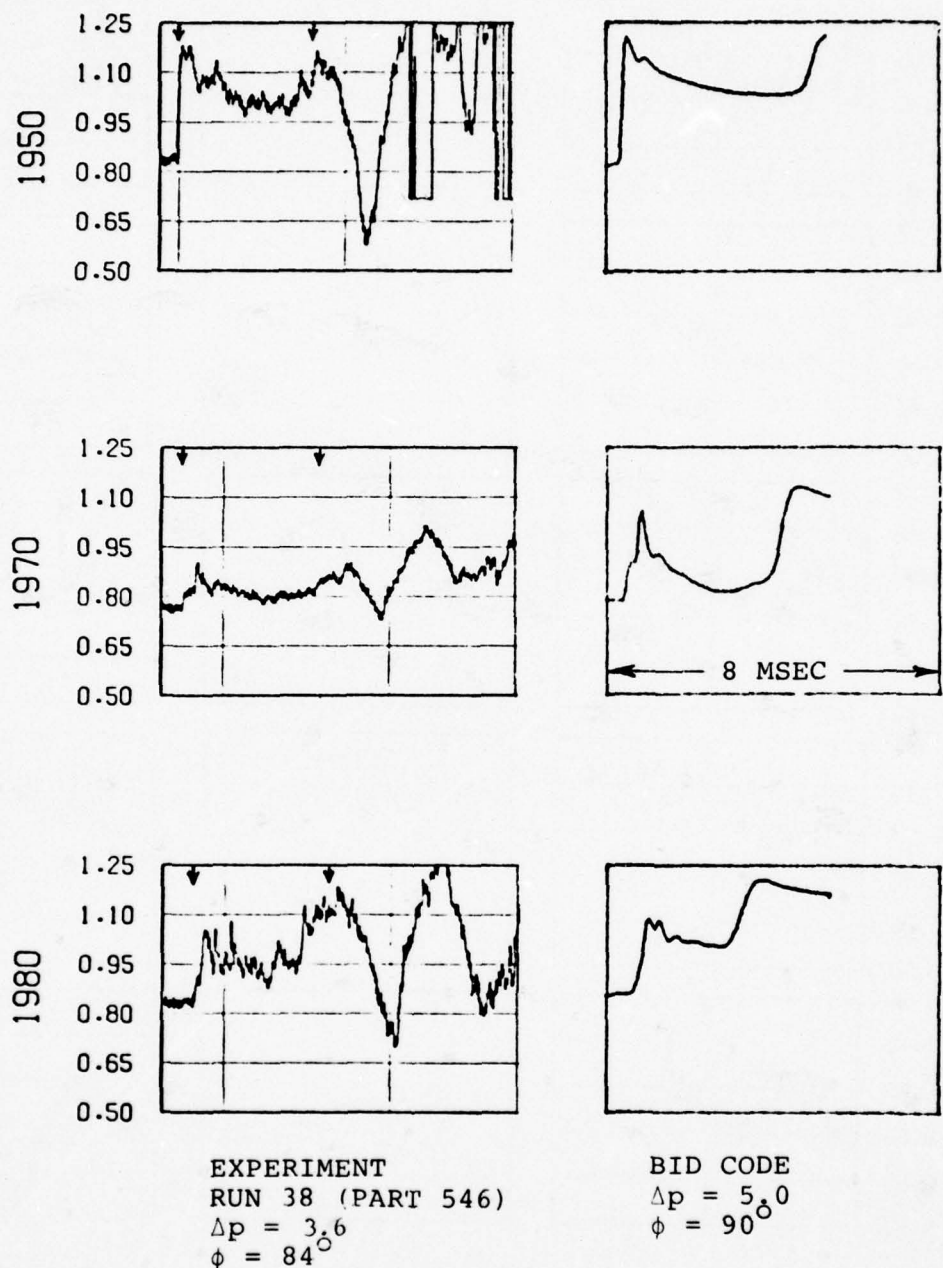 1950
1.25
1.10
0.95
0.80
0.65
0.50
1970
1.25
1.10
0.95
0.80
0.65
0.50
8 MSEC
1980
1.25
1.10
0.95
0.80
0.65
0.50
EXPERIMENT
RUN 38 (PART 546)
Δp = 3.6
φ = 84°
BID CODE
Δp = 5.0
φ = 90°